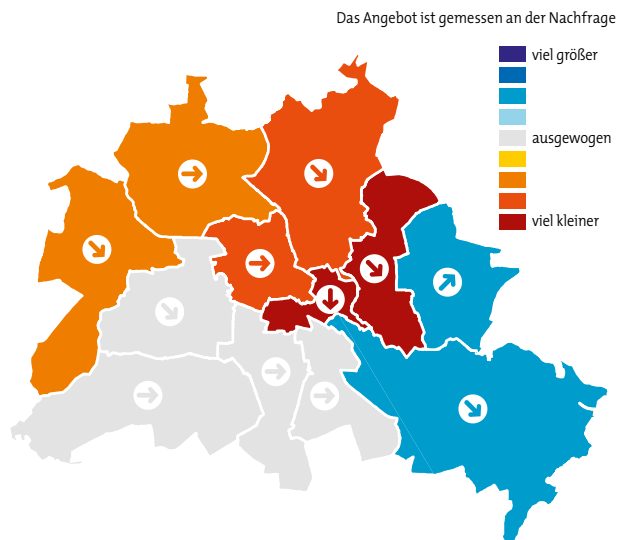 Das Angebot ist gemessen an der Nachfrage
viel größer
ausgewogen
viel kleiner